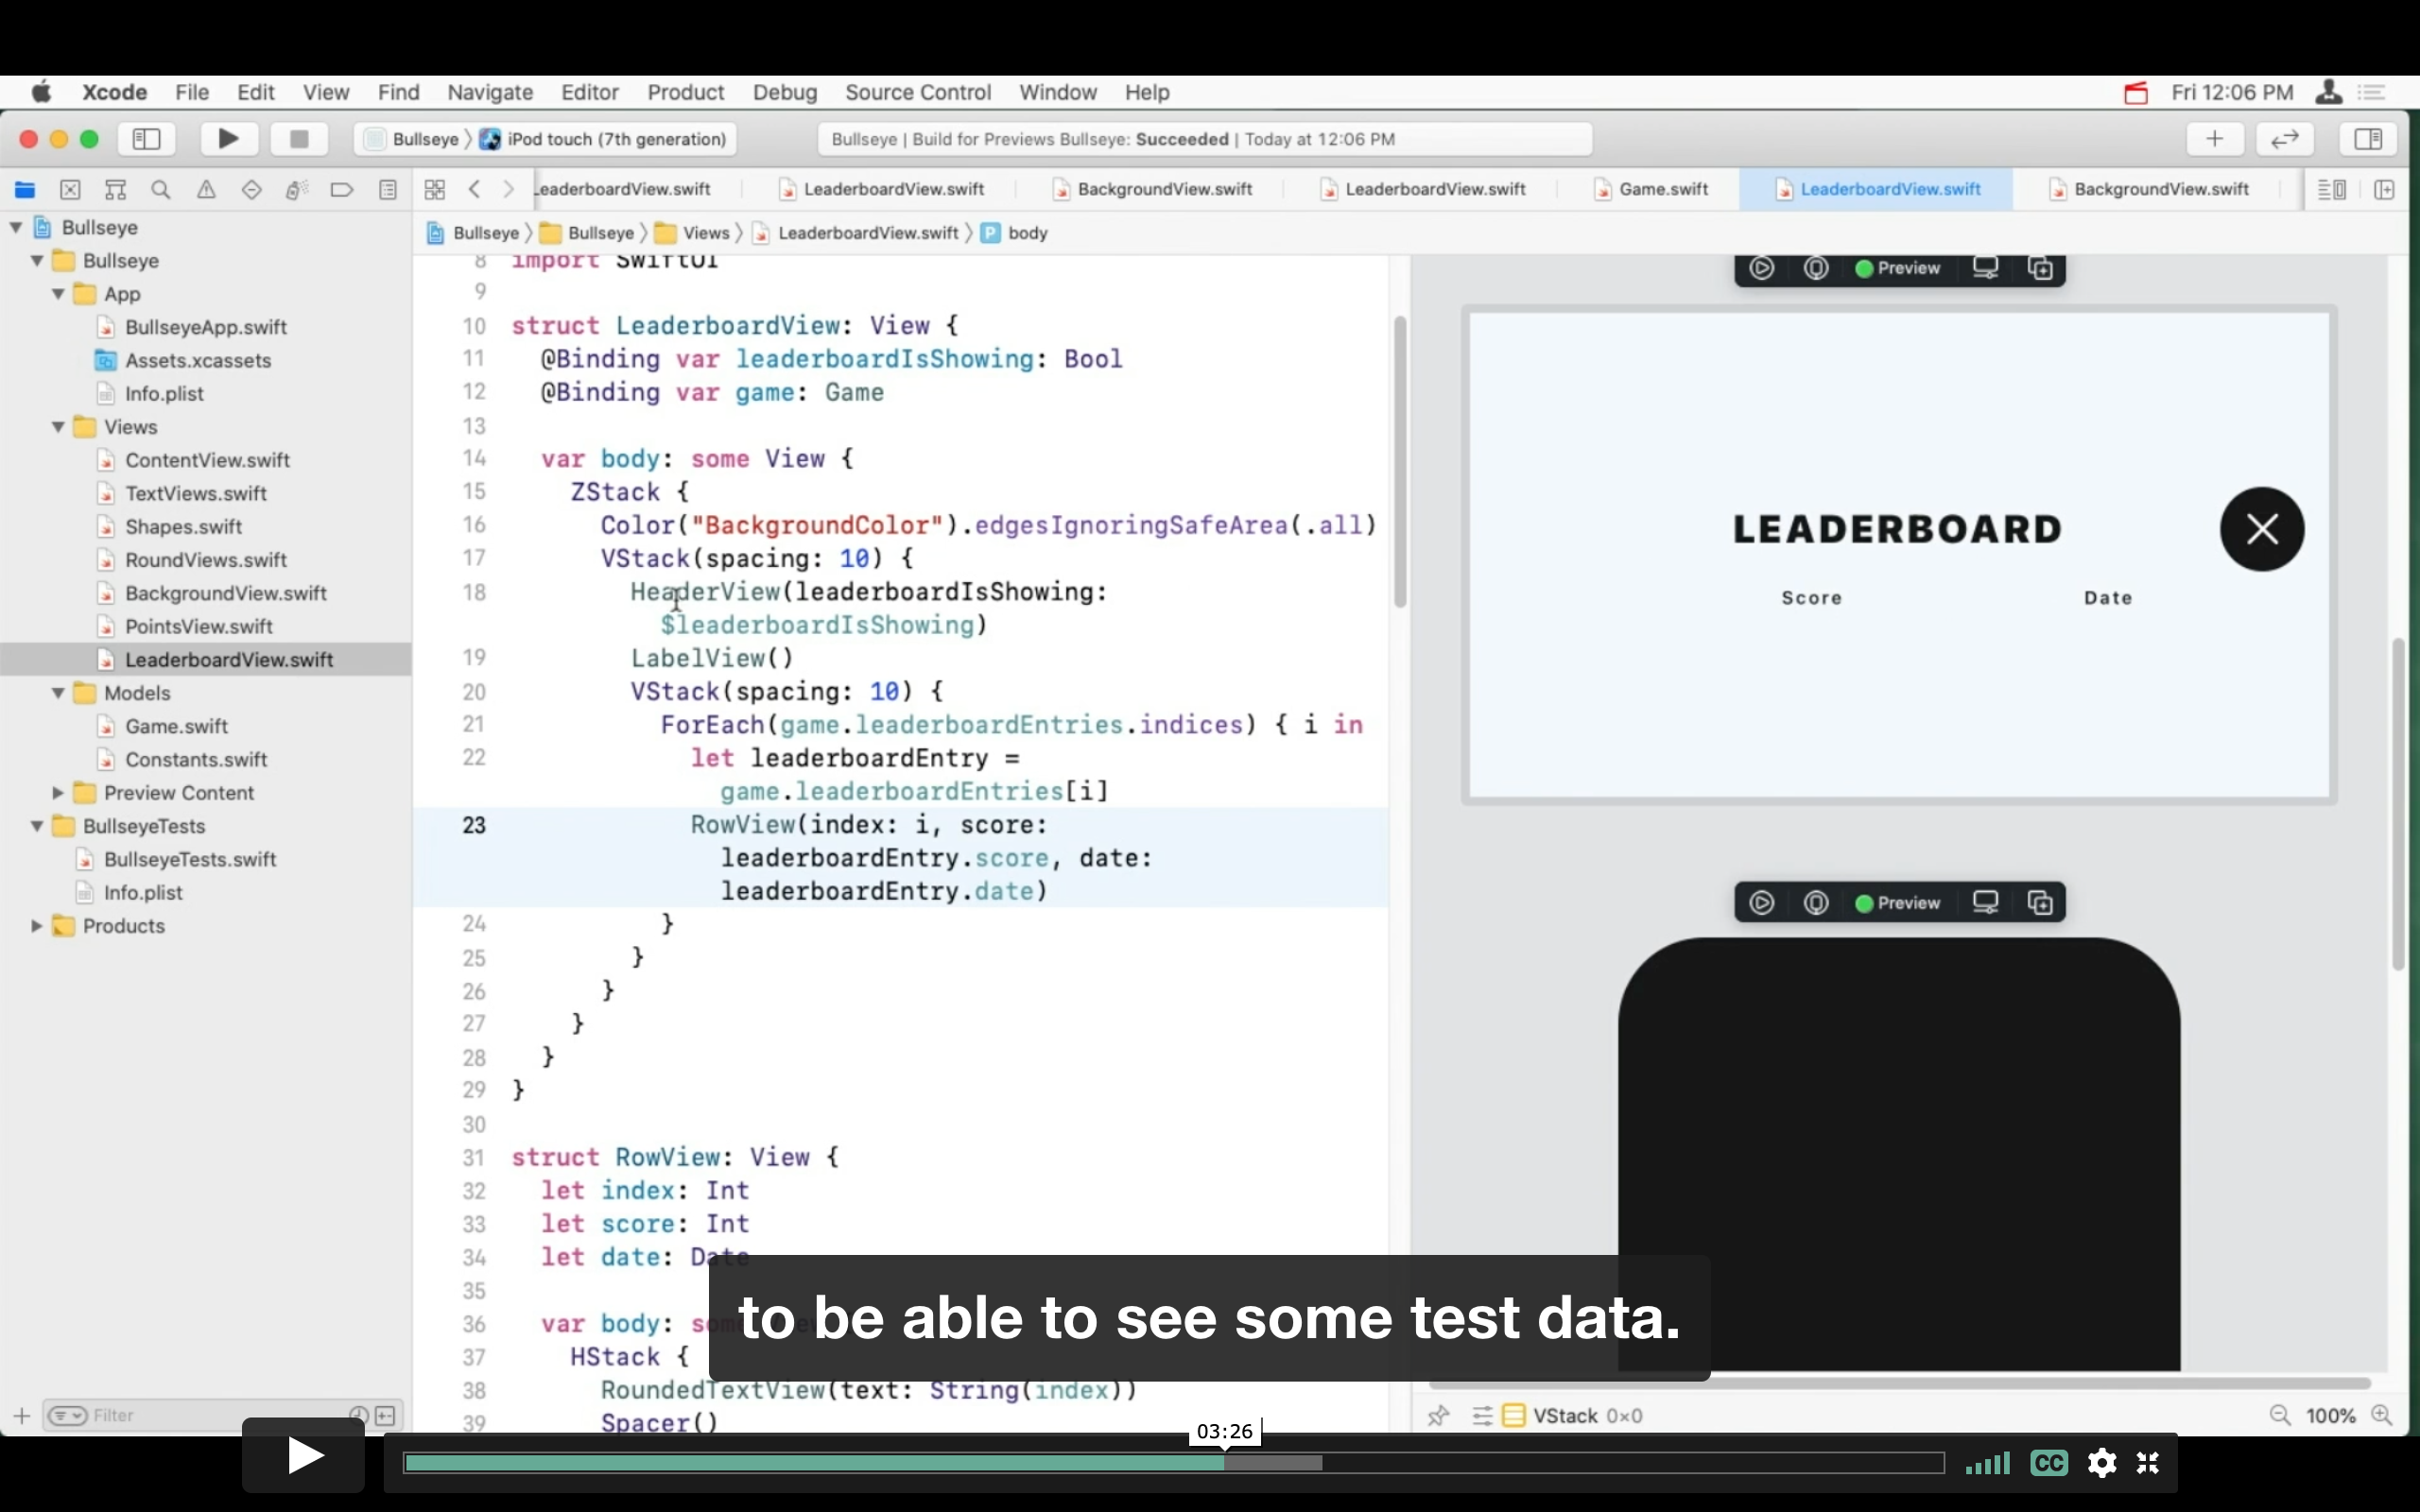 Xcode File Edit View Find Navigate Editor Product Debug Source Control Window Help
Fri 12:06 PM
Bullseye iPod touch (7th generation)
Bullseye | Build for Previews Bullseye: Succeeded | Today at 12:06 PM
LeaderboardView.swift
LeaderboardView.swift
BackgroundView.swift
LeaderboardView.swift
Game.swift
LeaderboardView.swift
BackgroundView.swift
Bullseye
Bullseye
App
BullseyeApp.swift
Assets.xcassets
Info.plist
Views
ContentView.swift
TextViews.swift
Shapes.swift
RoundViews.swift
BackgroundView.swift
PointsView.swift
LeaderboardView.swift
Models
Game.swift
Constants.swift
Preview Content
BullseyeTests
BullseyeTests.swift
Info.plist
Products
Filter
Bullseye Bullseye Views LeaderboardView.swift P body
8 import SwiftUI
9
10 struct LeaderboardView: View {
11 @Binding var leaderboardIsShowing: Bool
12 @Binding var game: Game
13
14 var body: some View {
15 ZStack {
16 Color("BackgroundColor").edgesIgnoringSafeArea(.all)
17 VStack(spacing: 10) {
18 HeaderView(leaderboardIsShowing:
$leaderboardIsShowing)
19 LabelView()
20 VStack(spacing: 10) {
21 ForEach(game.leaderboardEntries.indices) { i in
22 let leaderboardEntry =
game.leaderboardEntries[i]
23 RowView(index: i, score:
leaderboardEntry.score, date:
leaderboardEntry.date)
24 }
25 }
26 }
27 }
28 }
29 }
30
31 struct RowView: View {
32 let index: Int
33 let score: Int
34 let date: Date
35
36 var body: so
37 HStack {
38 RoundedTextView(text: String(index))
39 Spacer()
Preview
LEADERBOARD
Score Date
Preview
VStack 0×0
100%
to be able to see some test data.
03:26
CC